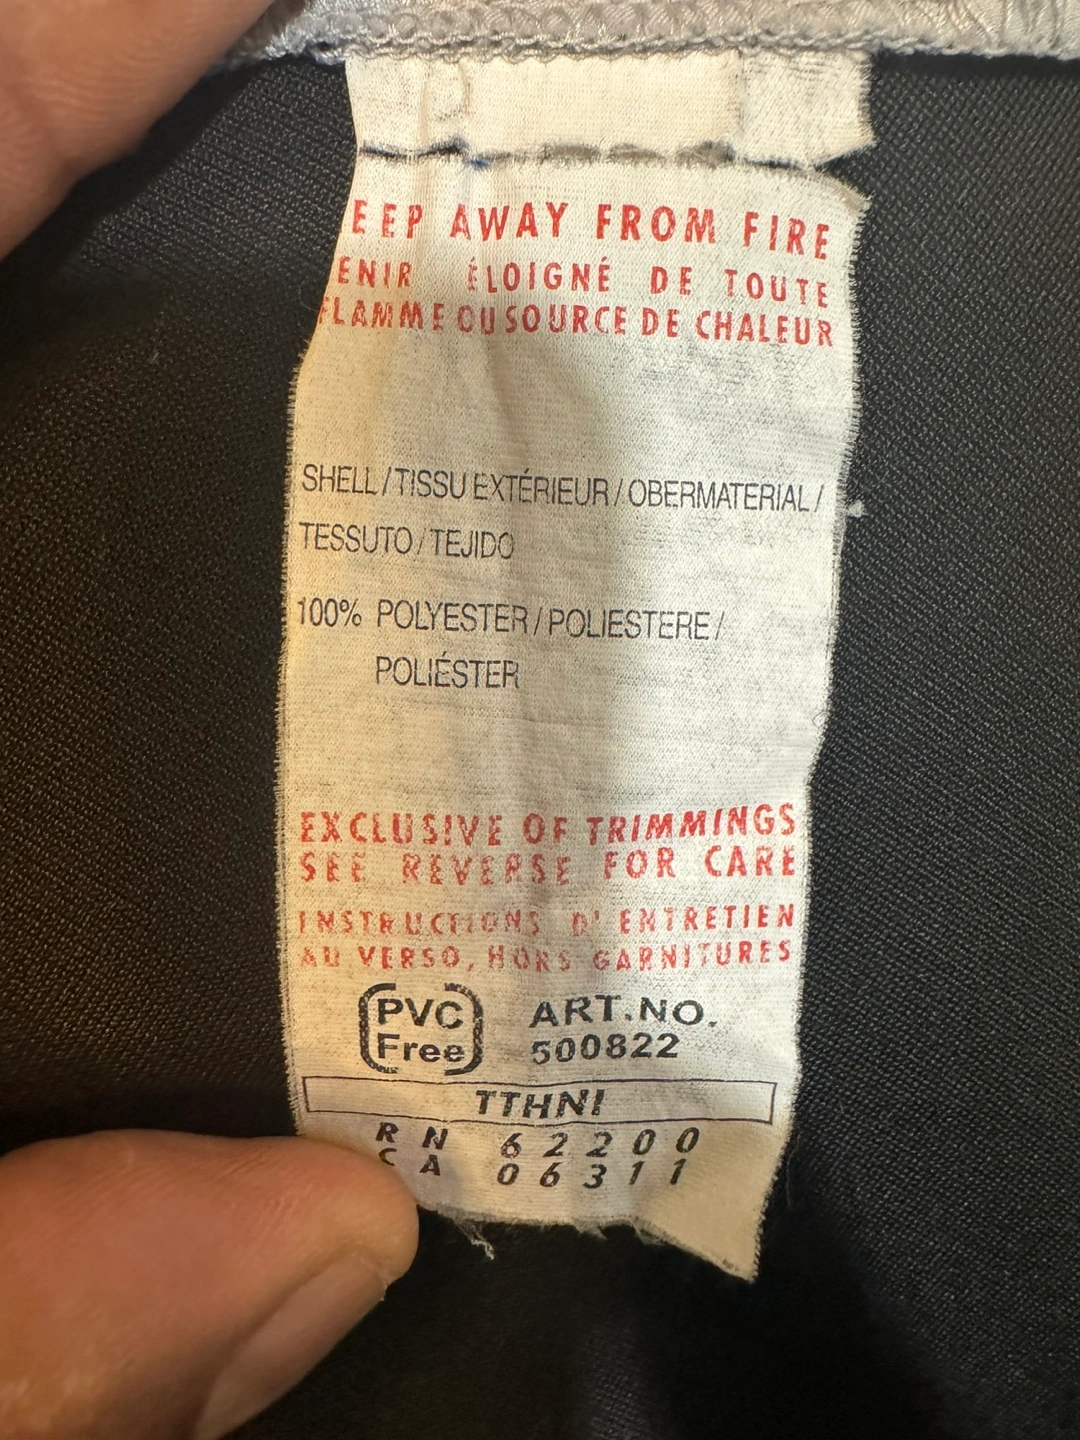 EEP AWAY FROM FIRE
ENIR ÉLOIGNÉ DE TOUTE
FLAMME OU SOURCE DE CHALEUR
SHELL / TISSU EXTÉRIEUR / OBERMATERIAL /
TESSUTO / TEJIDO
100% POLYESTER / POLIESTERE /
POLIÉSTER
EXCLUSIVE OF TRIMMINGS
SEE REVERSE FOR CARE
INSTRUCTIONS D' ENTRETIEN
AU VERSO, HORS GARNITURES
PVC
Free
ART.NO.
500822
TTHNI
RN 62200
CA 06311